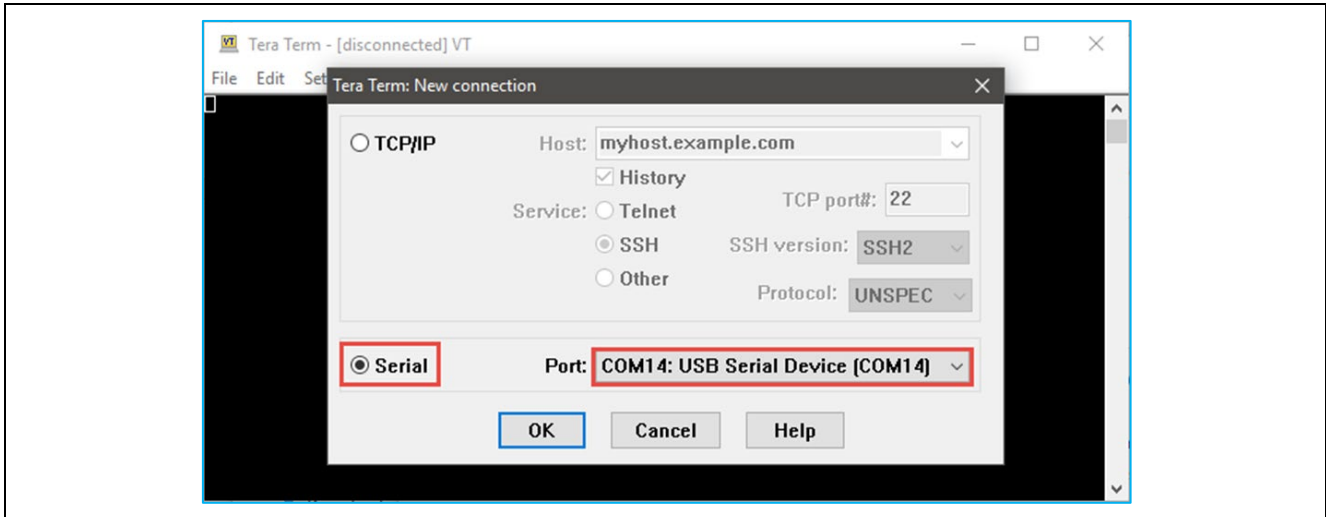 Tera Term - [disconnected] VT
File Edit Set
Tera Term: New connection
TCP/IP Host: myhost.example.com
History
Service: Telnet TCP port#: 22
SSH SSH version: SSH2
Other Protocol: UNSPEC
Serial Port: COM14: USB Serial Device (COM14)
OK Cancel Help